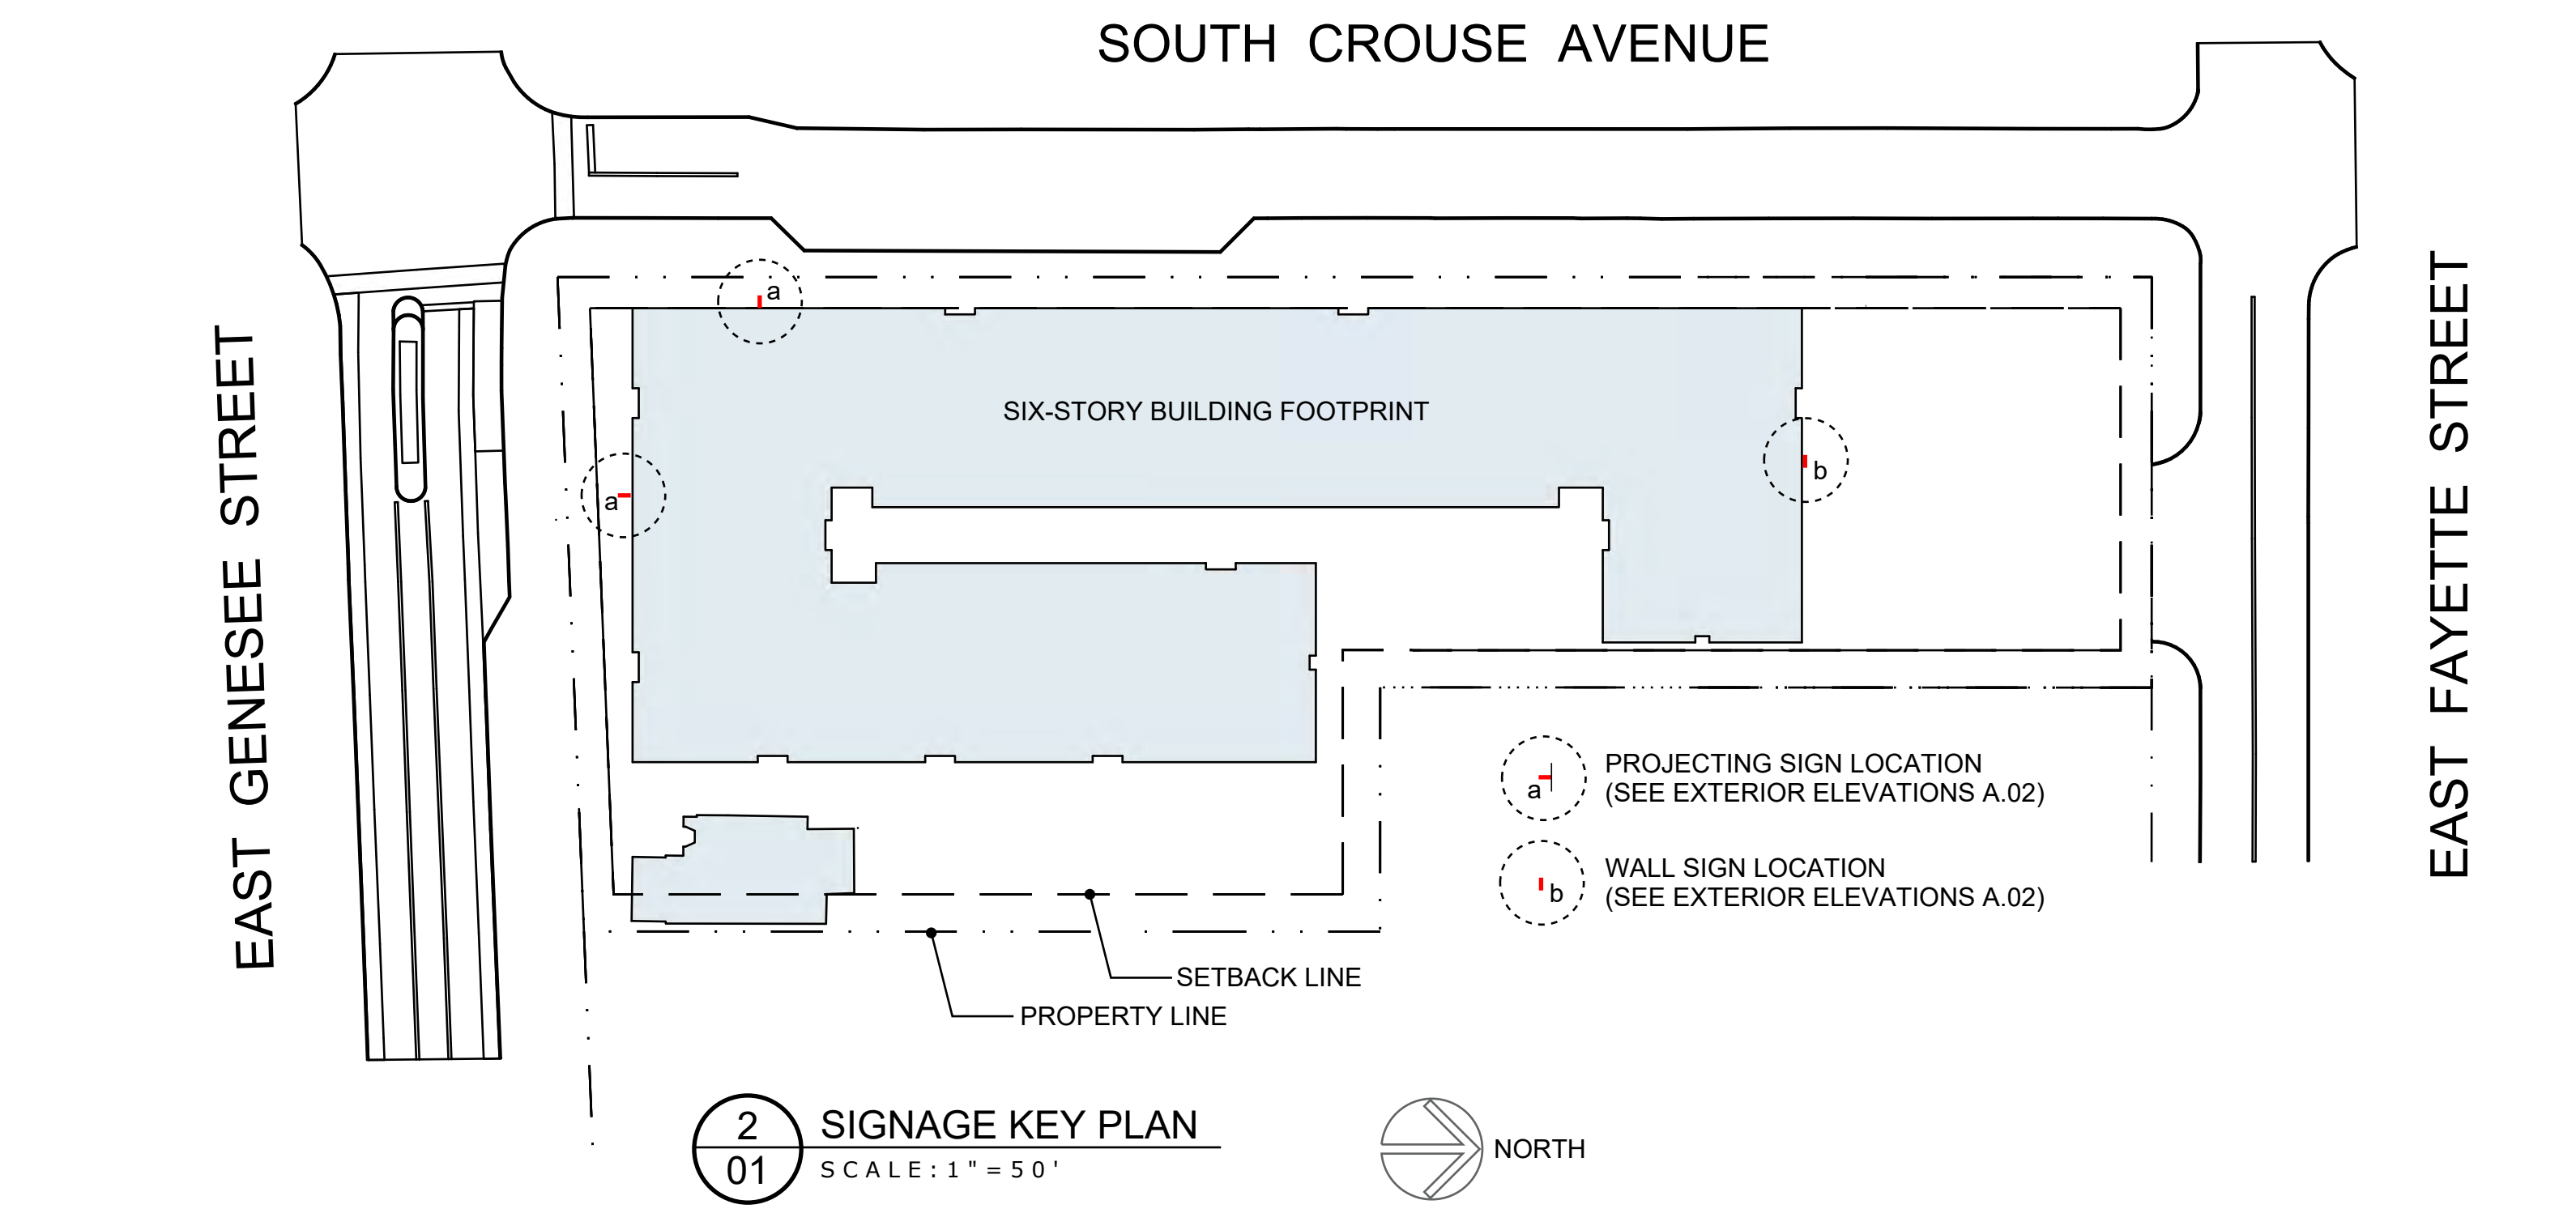 SOUTH CROUSE AVENUE
EAST GENESEE STREET
EAST FAYETTE STREET
a
SIX-STORY BUILDING FOOTPRINT
a
b
a
PROJECTING SIGN LOCATION
(SEE EXTERIOR ELEVATIONS A.02)
b
WALL SIGN LOCATION
(SEE EXTERIOR ELEVATIONS A.02)
SETBACK LINE
PROPERTY LINE
2
01
SIGNAGE KEY PLAN
SCALE: 1" = 50'
NORTH